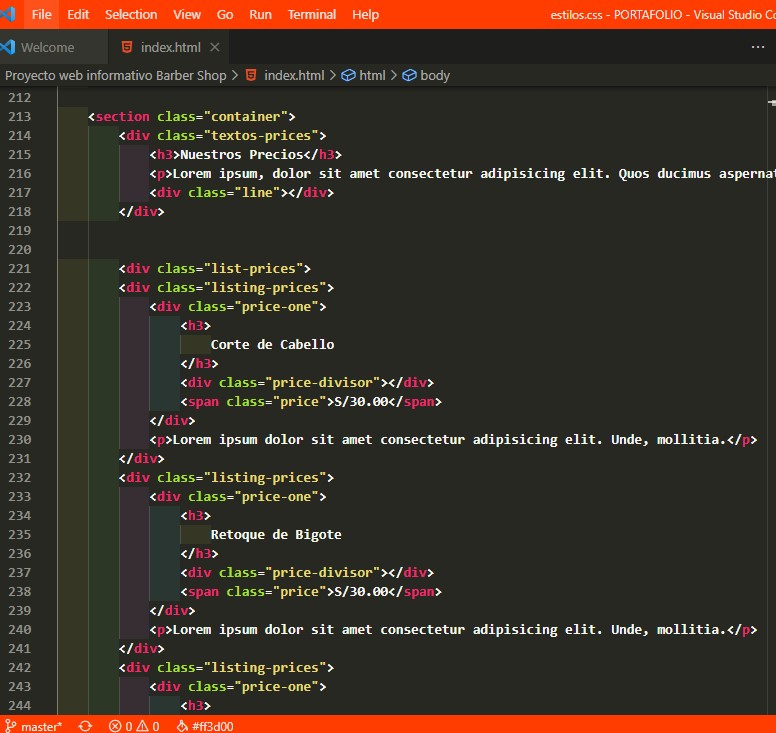 File Edit Selection View Go Run Terminal Help estilos.css - PORTAFOLIO - Visual Studio Co
Welcome index.html
Proyecto web informativo Barber Shop > index.html > html > body
212
213 <section class="container">
214 <div class="textos-prices">
215 <h3>Nuestros Precios</h3>
216 <p>Lorem ipsum, dolor sit amet consectetur adipisicing elit. Quos ducimus aspernat
217 <div class="line"></div>
218 </div>
219
220
221 <div class="list-prices">
222 <div class="listing-prices">
223 <div class="price-one">
224 <h3>
225 Corte de Cabello
226 </h3>
227 <div class="price-divisor"></div>
228 <span class="price">S/30.00</span>
229 </div>
230 <p>Lorem ipsum dolor sit amet consectetur adipisicing elit. Unde, mollitia.</p>
231 </div>
232 <div class="listing-prices">
233 <div class="price-one">
234 <h3>
235 Retoque de Bigote
236 </h3>
237 <div class="price-divisor"></div>
238 <span class="price">S/30.00</span>
239 </div>
240 <p>Lorem ipsum dolor sit amet consectetur adipisicing elit. Unde, mollitia.</p>
241 </div>
242 <div class="listing-prices">
243 <div class="price-one">
244 <h3>
master* 0 0 #ff3d00